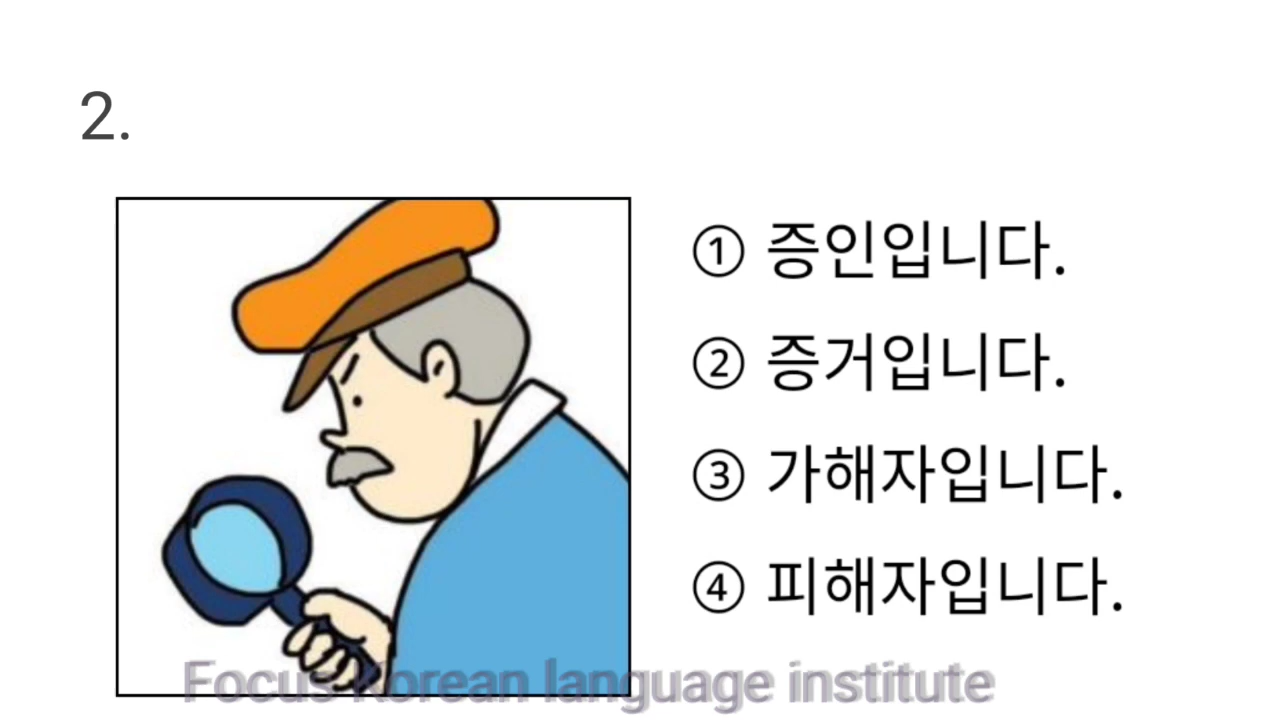 2.
① 증인입니다.
② 증거입니다.
③ 가해자입니다.
④ 피해자입니다.
Focus Korean language institute